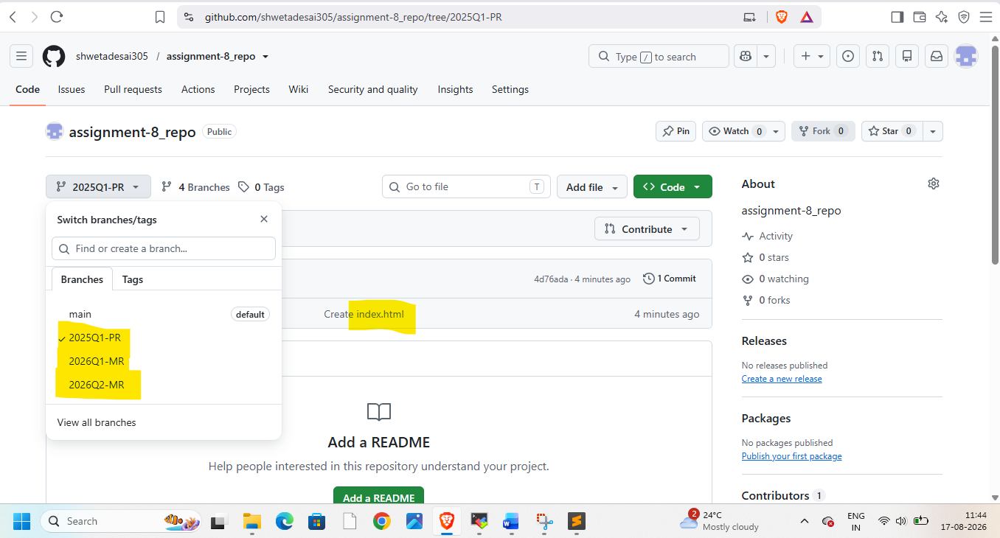 github.com/shwetadesai305/assignment-8_repo/tree/2025Q1-PR
shwetadesai305 / assignment-8_repo
Type / to search
Code Issues Pull requests Actions Projects Wiki Security and quality Insights Settings
assignment-8_repo Public
Pin Watch 0 Fork 0 Star 0
2025Q1-PR 4 Branches 0 Tags
Go to file T Add file Code
Switch branches/tags
Find or create a branch...
Branches Tags
main default
2025Q1-PR
2026Q1-MR
2026Q2-MR
View all branches
Contribute
4d76ada · 4 minutes ago 1 Commit
Create index.html 4 minutes ago
Add a README
Help people interested in this repository understand your project.
Add a README
About
assignment-8_repo
Activity
0 stars
0 watching
0 forks
Releases
No releases published
Create a new release
Packages
No packages published
Publish your first package
Contributors 1
Search
2
24°C
Mostly cloudy
ENG
IN
11:44
17-08-2026